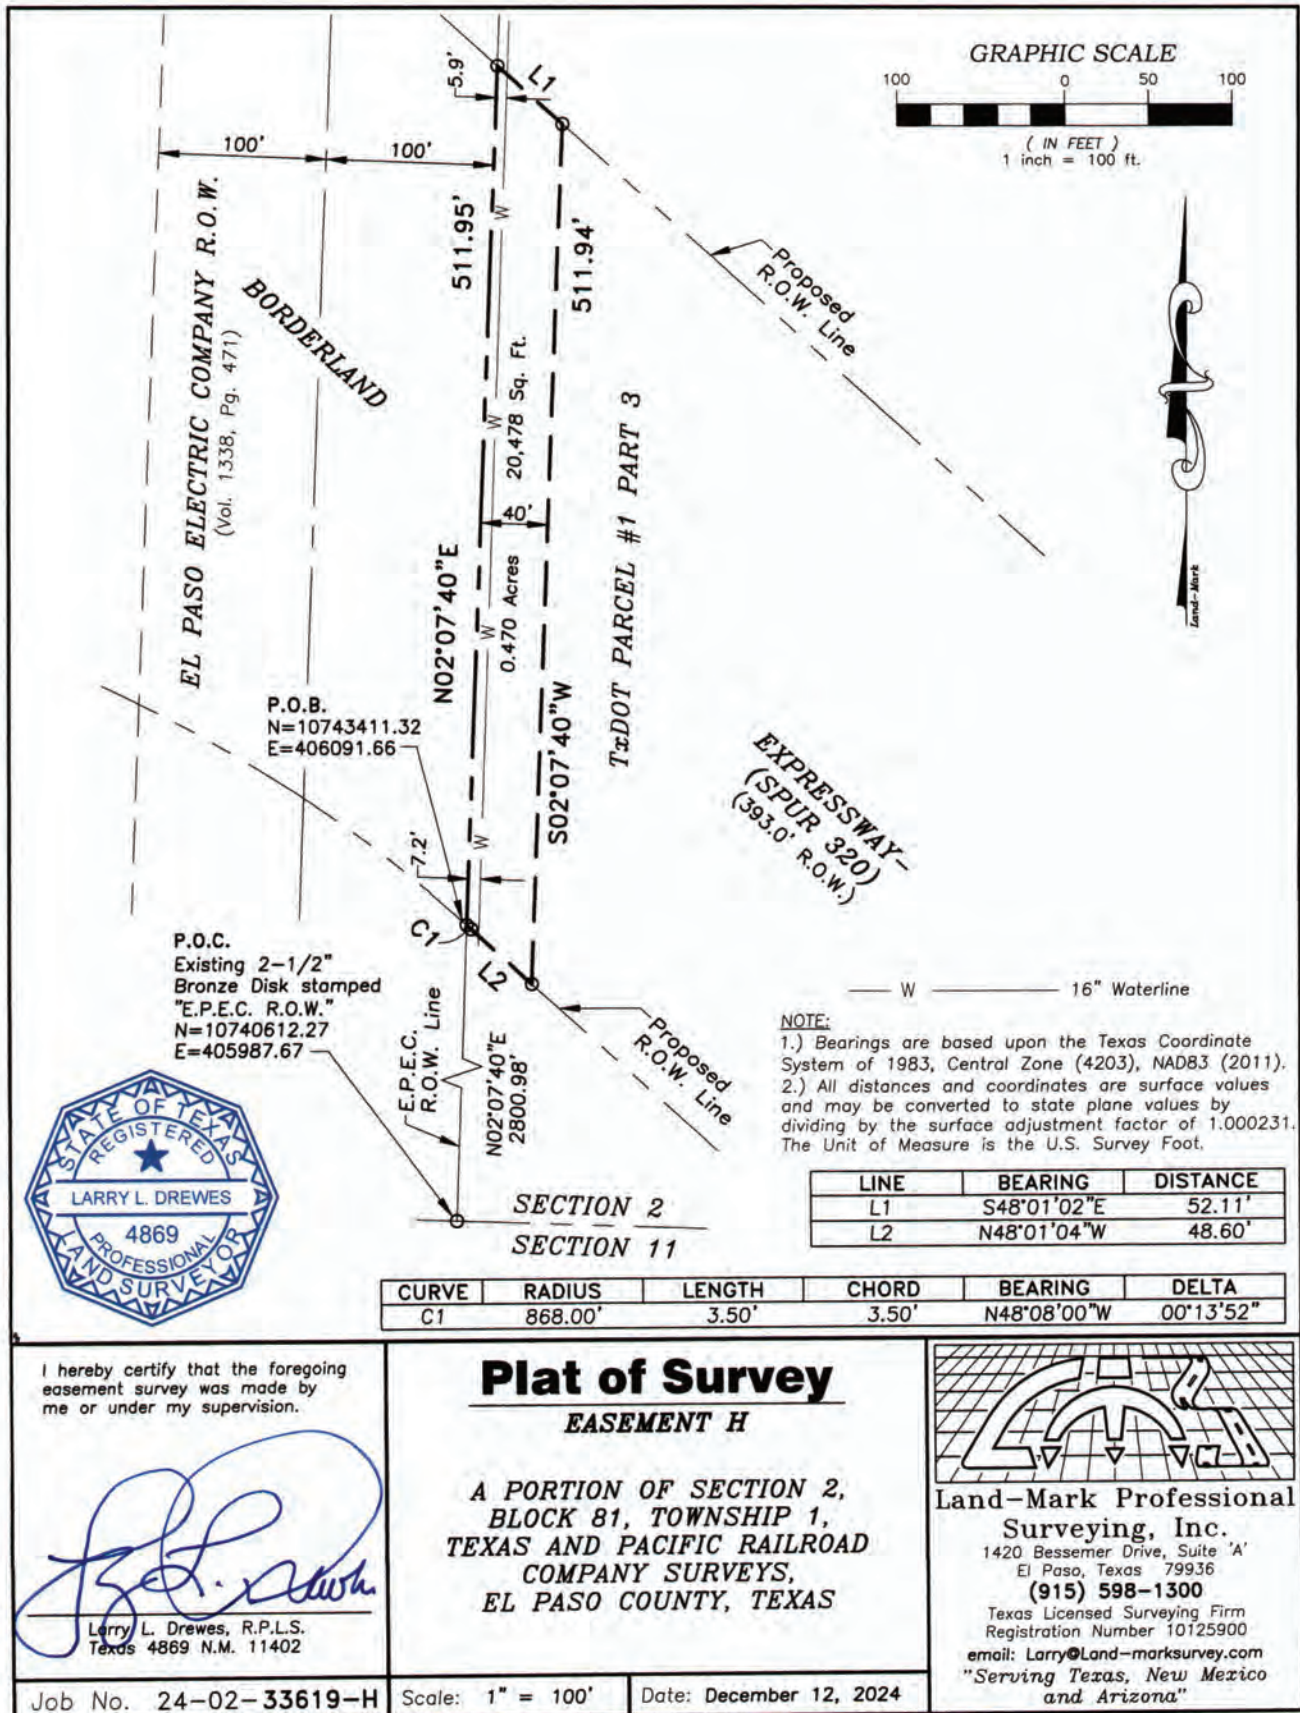 GRAPHIC SCALE
100 0 50 100
( IN FEET )
1 inch = 100 ft.
5.9'
L1
100'
100'
511.95'
511.94'
W
Proposed
R.O.W. Line
EL PASO ELECTRIC COMPANY R.O.W.
(Vol. 1338, Pg. 471)
BORDERLAND
20,478 Sq. Ft.
W
40'
0.470 Acres
W
N02°07'40"E
S02°07'40"W
TxDOT PARCEL #1 PART 3
Land-Mark
P.O.B.
N=10743411.32
E=406091.66
EXPRESSWAY-
(SPUR 320)
(393.0' R.O.W.)
7.2'
W
C1
L2
P.O.C.
Existing 2-1/2"
Bronze Disk stamped
"E.P.E.C. R.O.W."
N=10740612.27
E=405987.67
E.P.E.C.
R.O.W. Line
N02°07'40"E
2800.98'
Proposed
R.O.W. Line
W 16" Waterline
NOTE:
1.) Bearings are based upon the Texas Coordinate
System of 1983, Central Zone (4203), NAD83 (2011).
2.) All distances and coordinates are surface values
and may be converted to state plane values by
dividing by the surface adjustment factor of 1.000231.
The Unit of Measure is the U.S. Survey Foot.
STATE OF TEXAS
REGISTERED
LARRY L. DREWES
4869
PROFESSIONAL
LAND SURVEYOR
SECTION 2
SECTION 11
LINE BEARING DISTANCE
L1 S48°01'02"E 52.11'
L2 N48°01'04"W 48.60'
CURVE RADIUS LENGTH CHORD BEARING DELTA
C1 868.00' 3.50' 3.50' N48°08'00"W 00°13'52"
I hereby certify that the foregoing
easement survey was made by
me or under my supervision.
Larry L. Drewes, R.P.L.S.
Texas 4869 N.M. 11402
Job No. 24-02-33619-H
Plat of Survey
EASEMENT H
A PORTION OF SECTION 2,
BLOCK 81, TOWNSHIP 1,
TEXAS AND PACIFIC RAILROAD
COMPANY SURVEYS,
EL PASO COUNTY, TEXAS
Scale: 1" = 100'
Date: December 12, 2024
Land-Mark Professional
Surveying, Inc.
1420 Bessemer Drive, Suite 'A'
El Paso, Texas 79936
(915) 598-1300
Texas Licensed Surveying Firm
Registration Number 10125900
email: Larry@Land-marksurvey.com
"Serving Texas, New Mexico
and Arizona"